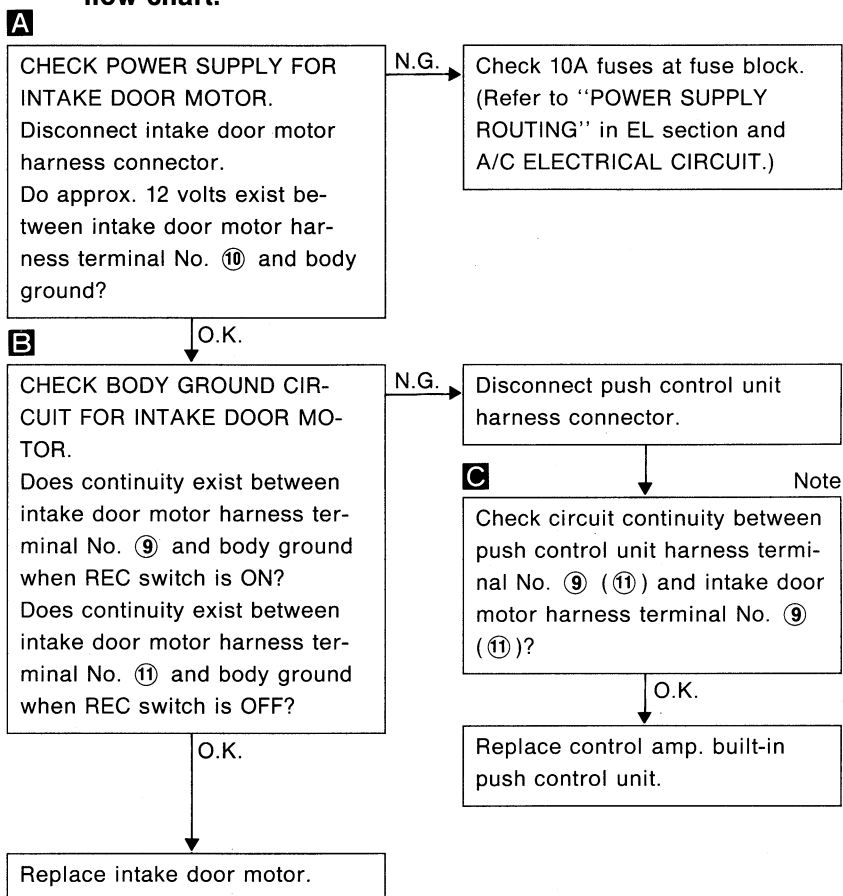 flow chart.
A
CHECK POWER SUPPLY FOR
INTAKE DOOR MOTOR.
Disconnect intake door motor
harness connector.
Do approx. 12 volts exist be-
tween intake door motor har-
ness terminal No. ⑩ and body
ground?
N.G.
Check 10A fuses at fuse block.
(Refer to ‘‘POWER SUPPLY
ROUTING’’ in EL section and
A/C ELECTRICAL CIRCUIT.)
O.K.
B
CHECK BODY GROUND CIR-
CUIT FOR INTAKE DOOR MO-
TOR.
Does continuity exist between
intake door motor harness ter-
minal No. ⑨ and body ground
when REC switch is ON?
Does continuity exist between
intake door motor harness ter-
minal No. ⑪ and body ground
when REC switch is OFF?
N.G.
Disconnect push control unit
harness connector.
C
Note
Check circuit continuity between
push control unit harness termi-
nal No. ⑨ (⑪) and intake door
motor harness terminal No. ⑨
(⑪)?
O.K.
Replace control amp. built-in
push control unit.
O.K.
Replace intake door motor.